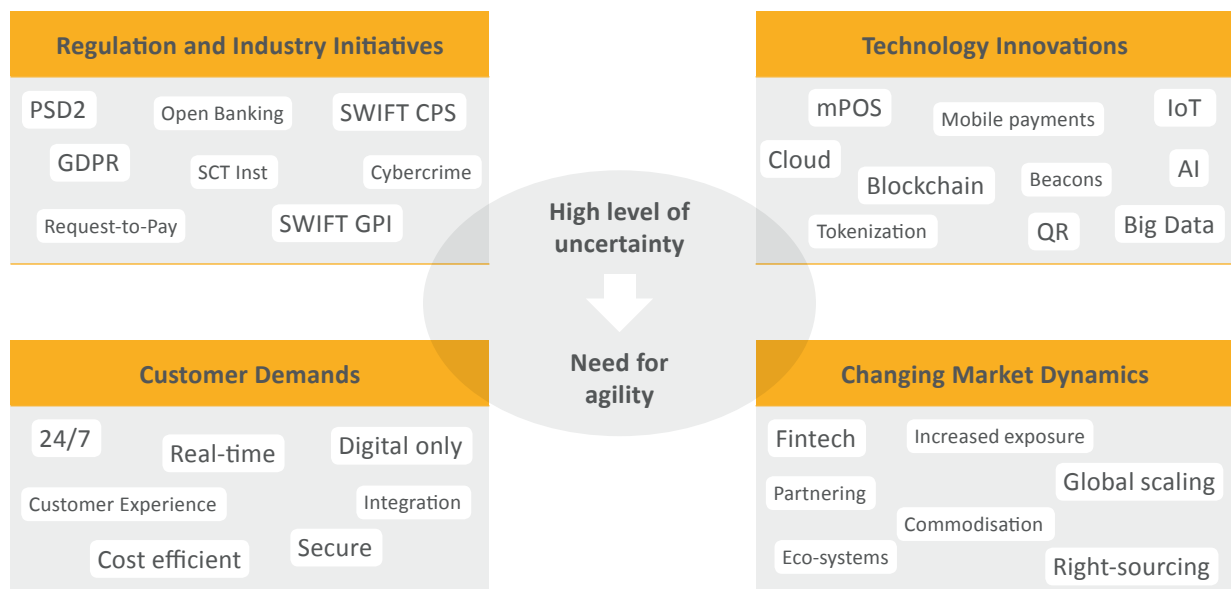 Regulation and Industry Initiatives
PSD2
Open Banking
SWIFT CPS
GDPR
SCT Inst
Cybercrime
Request-to-Pay
SWIFT GPI
Technology Innovations
mPOS
Mobile payments
IoT
Cloud
Blockchain
Beacons
AI
Tokenization
QR
Big Data
High level of
uncertainty
Need for
agility
Customer Demands
24/7
Real-time
Digital only
Customer Experience
Integration
Cost efficient
Secure
Changing Market Dynamics
Fintech
Increased exposure
Partnering
Global scaling
Commodisation
Eco-systems
Right-sourcing